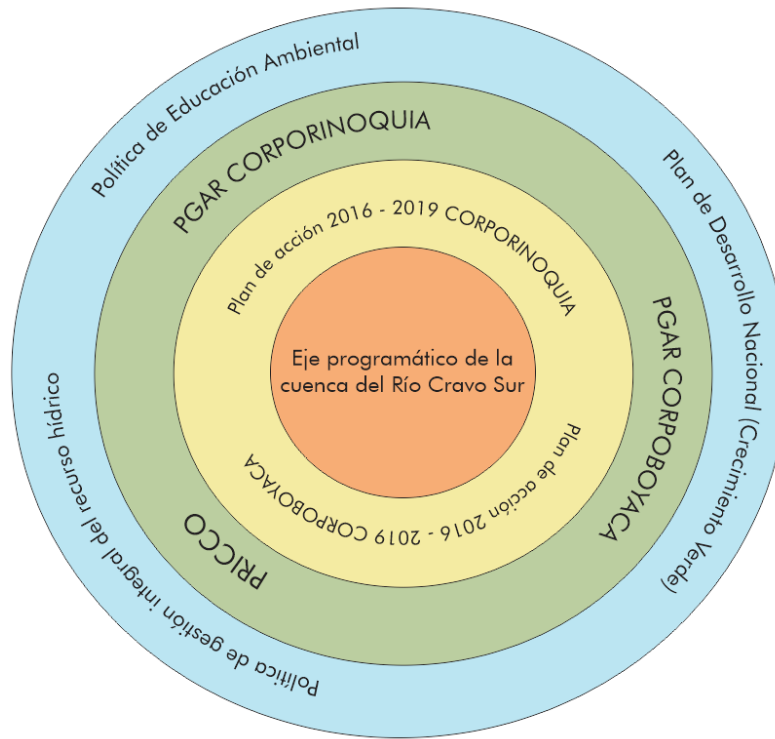 Política de Educación Ambiental
Plan de Desarrollo Nacional (Crecimiento Verde)
Política de gestión integral del recurso hídrico
PGAR CORPORINOQUIA
PGAR CORPOBOYACA
PRICCO
Plan de acción 2016 - 2019 CORPORINOQUIA
Plan de acción 2016 - 2019 CORPOBOYACA
Eje programático de la
cuenca del Río Cravo Sur